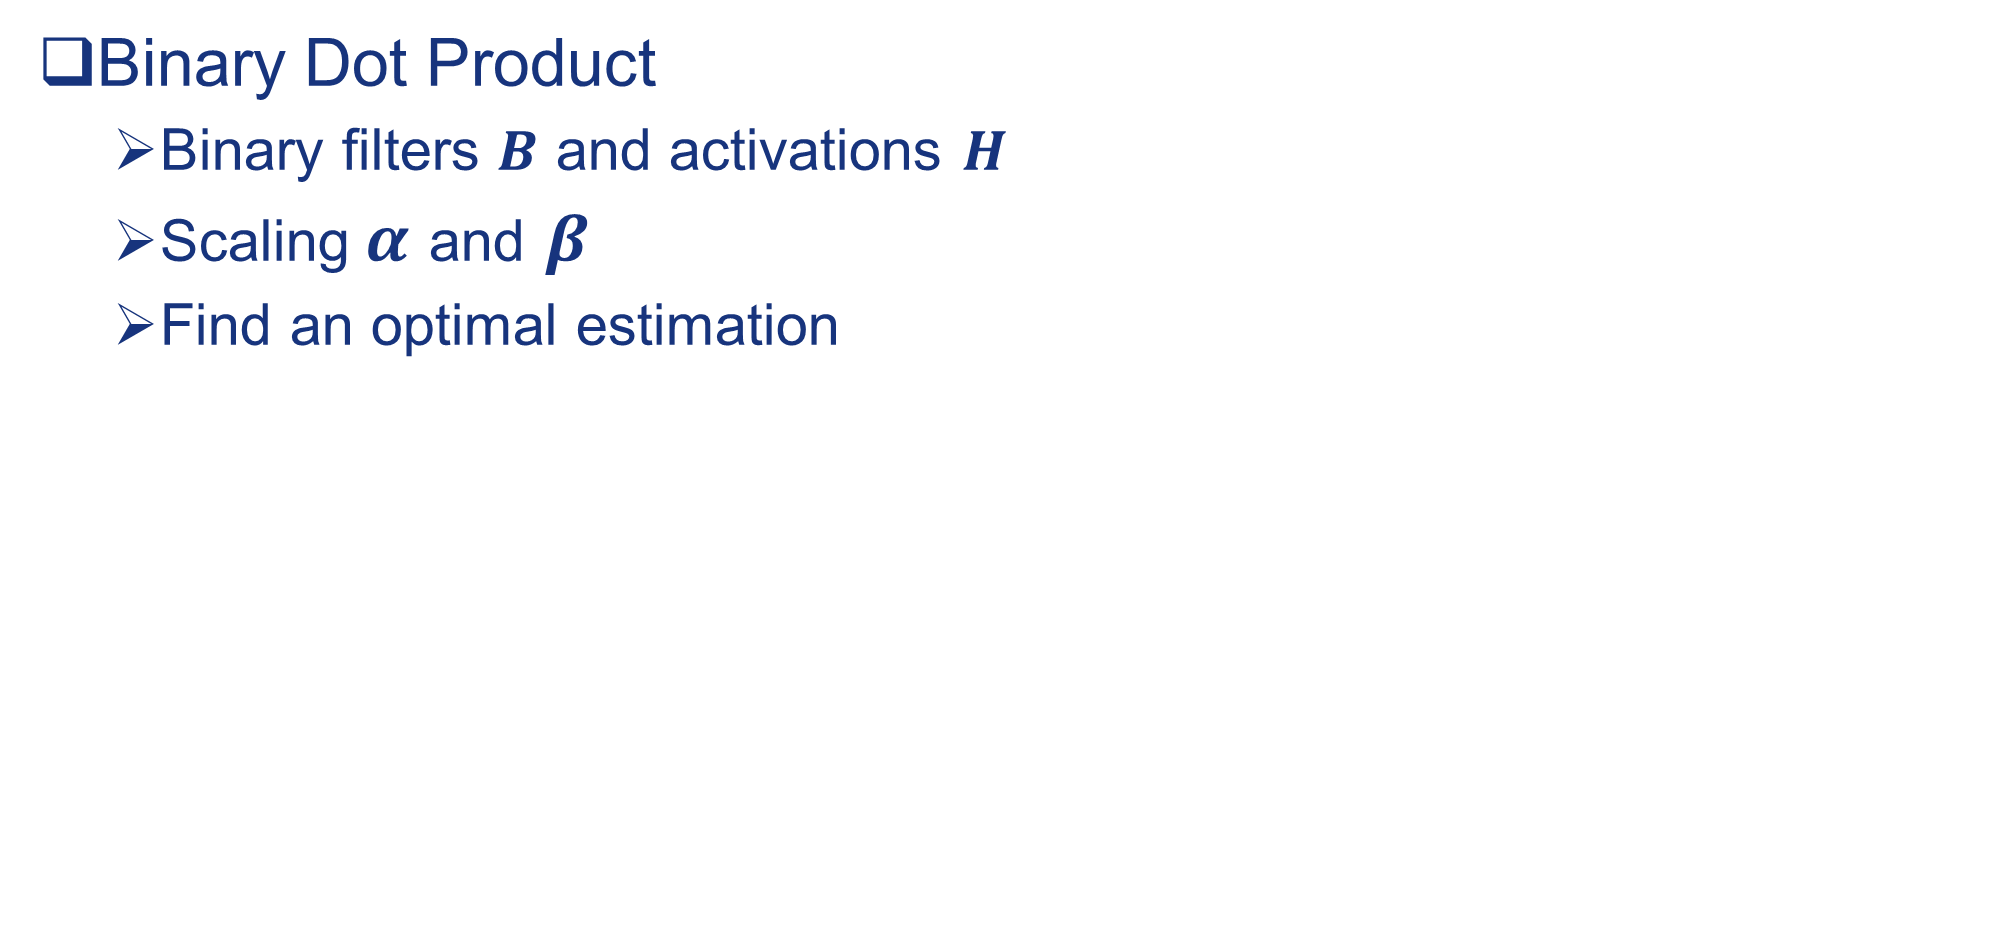 ❑Binary Dot Product
➢Binary filters 𝑩 and activations 𝑯
➢Scaling 𝜶 and 𝜷
➢Find an optimal estimation